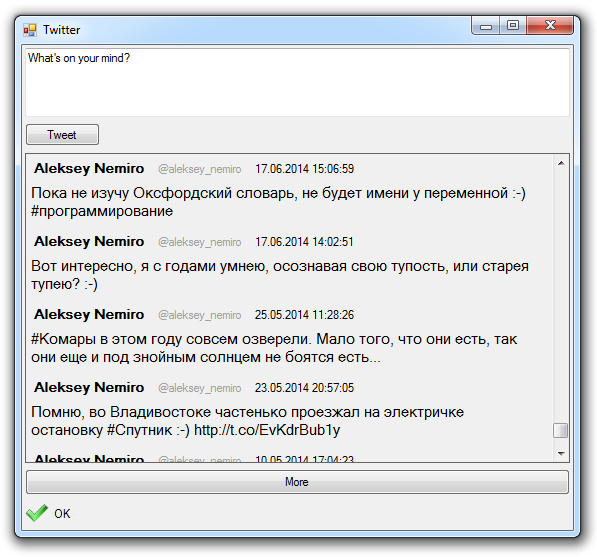 Twitter
What's on your mind?
Tweet
Aleksey Nemiro @aleksey_nemiro 17.06.2014 15:06:59
Пока не изучу Оксфордский словарь, не будет имени у переменной :-)
#программирование
Aleksey Nemiro @aleksey_nemiro 17.06.2014 14:02:51
Вот интересно, я с годами умнею, осознавая свою тупость, или старея
тупею? :-)
Aleksey Nemiro @aleksey_nemiro 25.05.2014 11:28:26
#Комары в этом году совсем озверели. Мало того, что они есть, так
они еще и под знойным солнцем не боятся есть...
Aleksey Nemiro @aleksey_nemiro 23.05.2014 20:57:05
Помню, во Владивостоке частенько проезжал на электричке
остановку #Спутник :-) http://t.co/EvKdrBub1y
Aleksey Nemiro @aleksey_nemiro 10.05.2014 17:04:23
More
OK